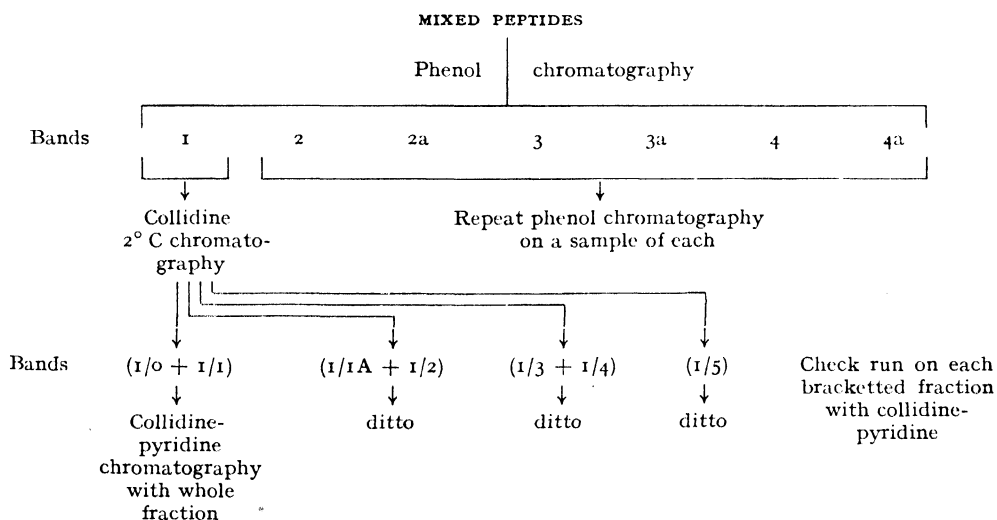 MIXED PEPTIDES
Phenol chromatography
Bands 1 2 2a 3 3a 4 4a
Collidine
2° C chromato-
graphy
Repeat phenol chromatography
on a sample of each
Bands (1/0 + 1/1) (1/1A + 1/2) (1/3 + 1/4) (1/5)
Check run on each
bracketted fraction
with collidine-
pyridine
Collidine-
pyridine
chromatography
with whole
fraction
ditto ditto ditto